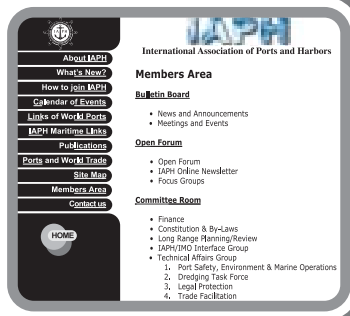 IAPH
International Association of Ports and Harbors
About IAPH
What's New?
How to join IAPH
Calendar of Events
Links of World Ports
IAPH Maritime Links
Publications
Ports and World Trade
Site Map
Members Area
Contact us
HOME
Members Area
Bulletin Board
• News and Announcements
• Meetings and Events
Open Forum
• Open Forum
• IAPH Online Newsletter
• Focus Groups
Committee Room
• Finance
• Constitution & By-Laws
• Long Range Planning/Review
• IAPH/IMO Interface Group
• Technical Affairs Group
1. Port Safety, Environment & Marine Operations
2. Dredging Task Force
3. Legal Protection
4. Trade Facilitation